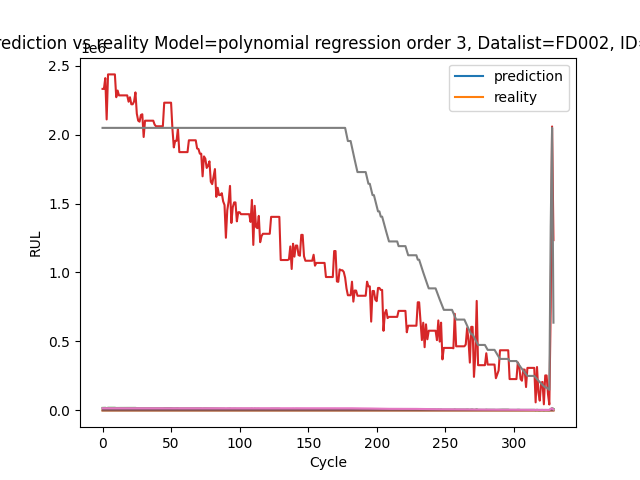 rediction vs reality Model=polynomial regression order 3, Datalist=FD002, ID=
1e6
2.5
2.0
1.5
1.0
0.5
0.0
RUL
prediction
reality
0 50 100 150 200 250 300
Cycle